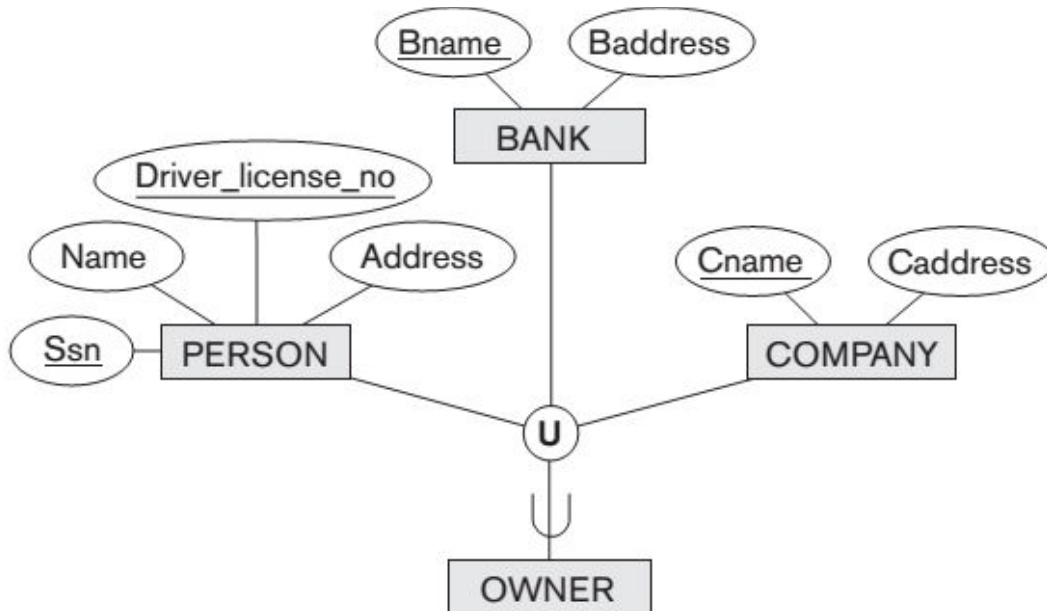 Bname
Baddress
BANK
Driver_license_no
Name
Address
Cname
Caddress
Ssn
PERSON
COMPANY
U
OWNER